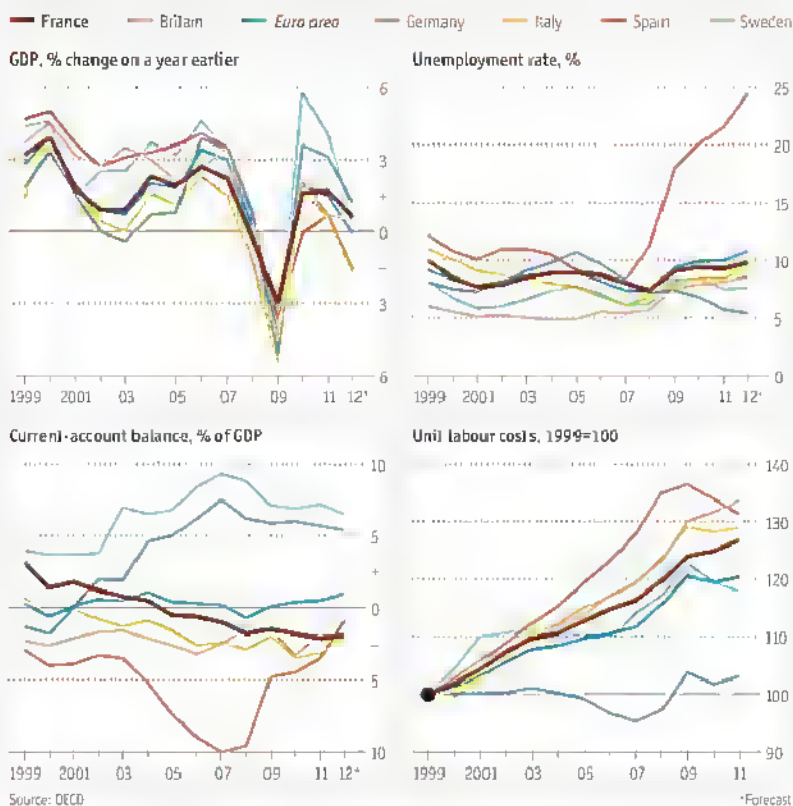 France Britain Euro area Germany Italy Spain Sweden
GDP, % change on a year earlier
6
3
+
0
–
3
6
1999 2001 03 05 07 09 11 12*
Unemployment rate, %
25
20
15
10
5
0
1999 2001 03 05 07 09 11 12*
Current-account balance, % of GDP
10
5
+
0
–
5
10
1999 2001 03 05 07 09 11 12*
Unit labour costs, 1999=100
140
130
120
110
100
90
1999 2001 03 05 07 09 11
Source: OECD
*Forecast